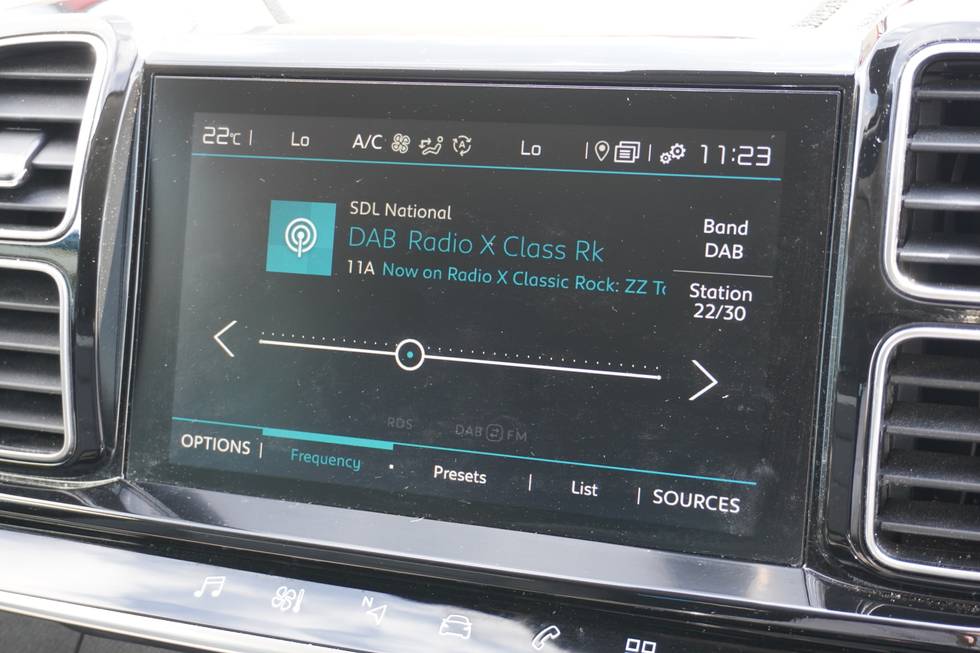 22°C Lo A/C A Lo 11:23
SDL National
DAB Radio X Class Rk
11A Now on Radio X Classic Rock: ZZ To
Band
DAB
Station
22/30
RDS DAB FM
OPTIONS Frequency Presets List SOURCES
N